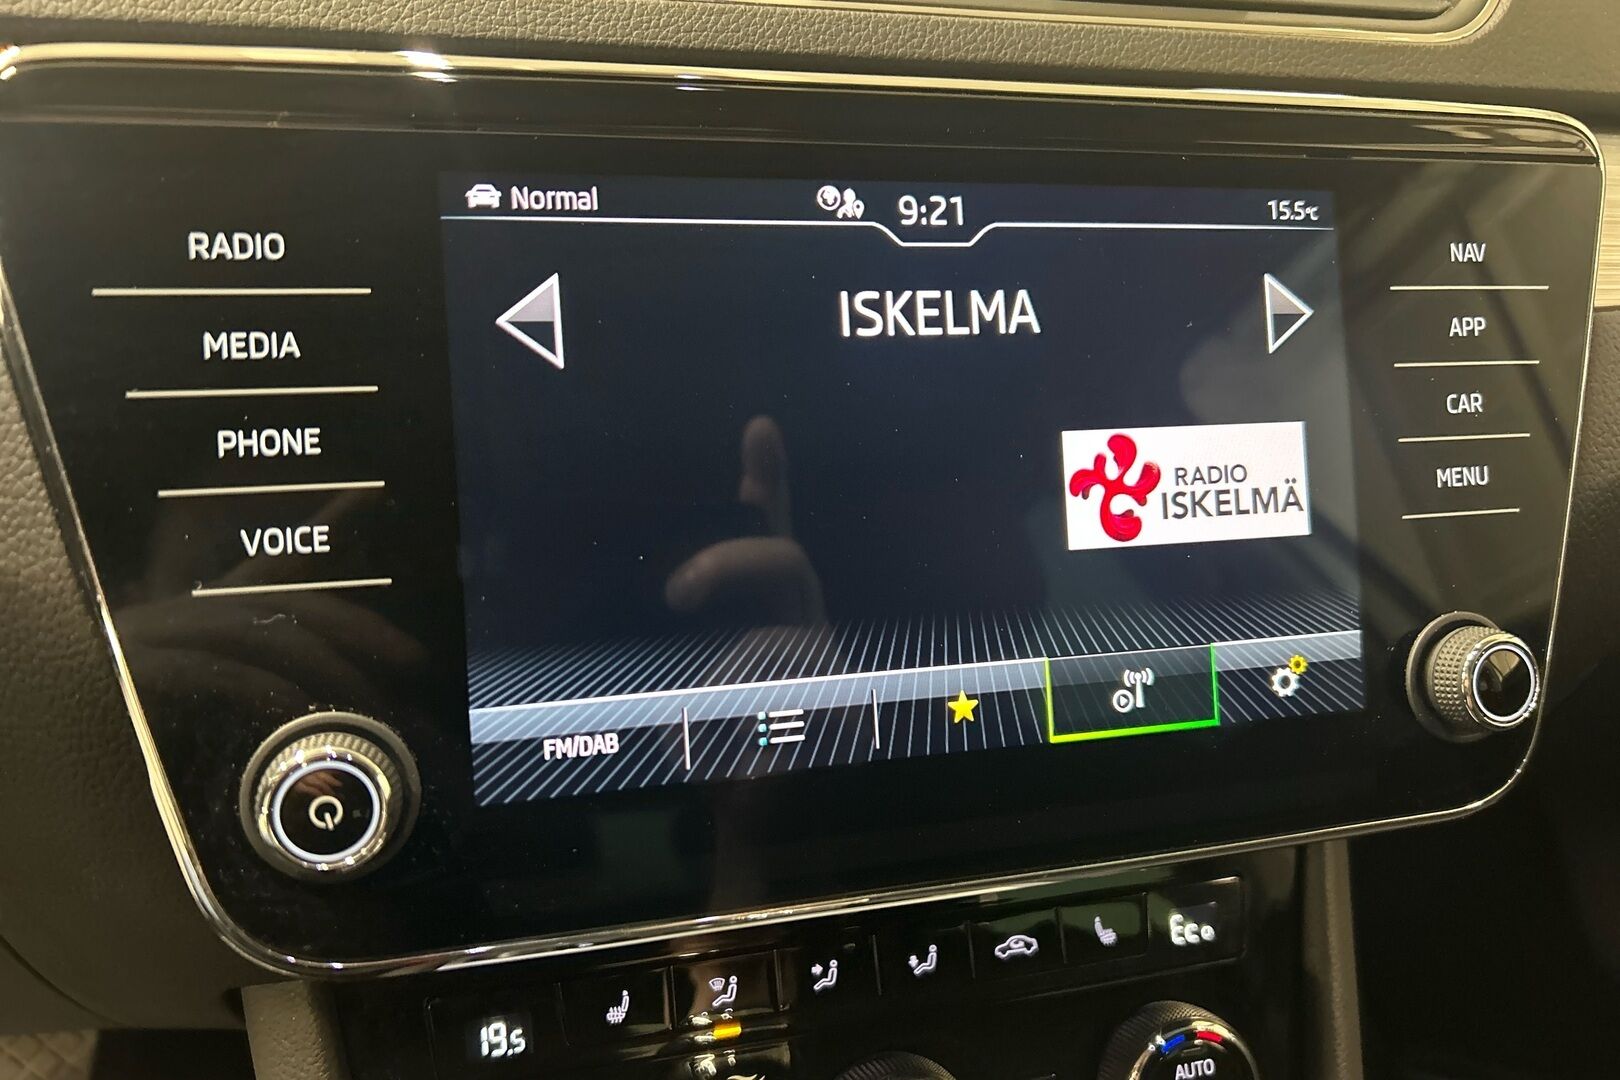 Normal
9:21
15.5°C
RADIO
MEDIA
PHONE
VOICE
ISKELMA
RADIO
ISKELMÄ
NAV
APP
CAR
MENU
FM/DAB
19.5
Eco
AUTO